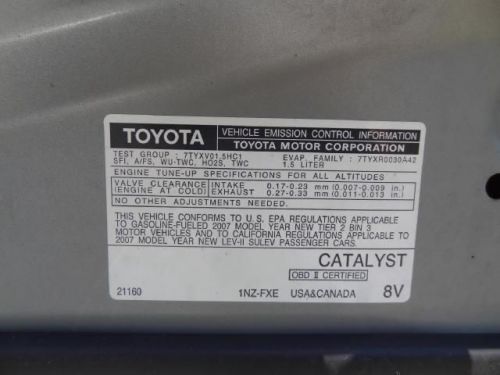 TOYOTA
VEHICLE EMISSION CONTROL INFORMATION
TOYOTA MOTOR CORPORATION
TEST GROUP : 7TYXV01.5HC1 EVAP. FAMILY : 7TYXR0030A42
SFI, A/FS, WU-TWC, HO2S, TWC 1.5 LITER
ENGINE TUNE-UP SPECIFICATIONS FOR ALL ALTITUDES
VALVE CLEARANCE INTAKE 0.17-0.23 mm (0.007-0.009 in.)
(ENGINE AT COLD) EXHAUST 0.27-0.33 mm (0.011-0.013 in.)
NO OTHER ADJUSTMENTS NEEDED.
THIS VEHICLE CONFORMS TO U.S. EPA REGULATIONS APPLICABLE
TO GASOLINE-FUELED 2007 MODEL YEAR NEW TIER 2 BIN 3
MOTOR VEHICLES AND TO CALIFORNIA REGULATIONS APPLICABLE TO
2007 MODEL YEAR NEW LEV-II SULEV PASSENGER CARS.
CATALYST
OBD II CERTIFIED
21160 1NZ-FXE USA&CANADA 8V